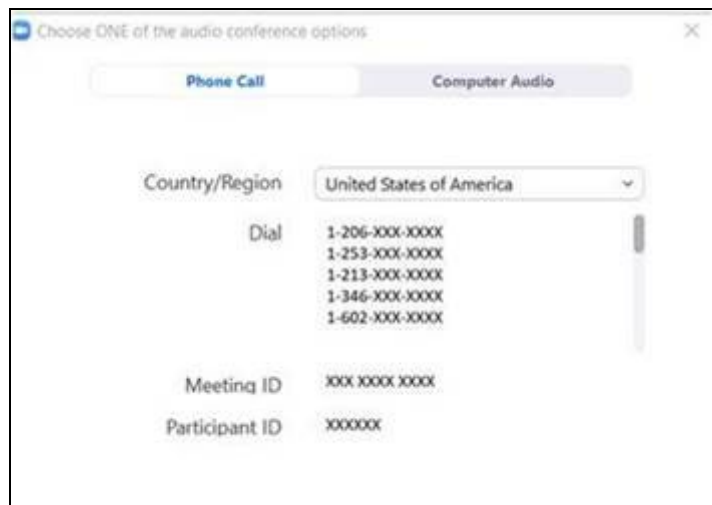 Choose ONE of the audio conference options
Phone Call
Computer Audio
Country/Region
United States of America
Dial
1-206-XXX-XXXX
1-253-XXX-XXXX
1-213-XXX-XXXX
1-346-XXX-XXXX
1-602-XXX-XXXX
Meeting ID
XXX XXXX XXXX
Participant ID
XXXXXX